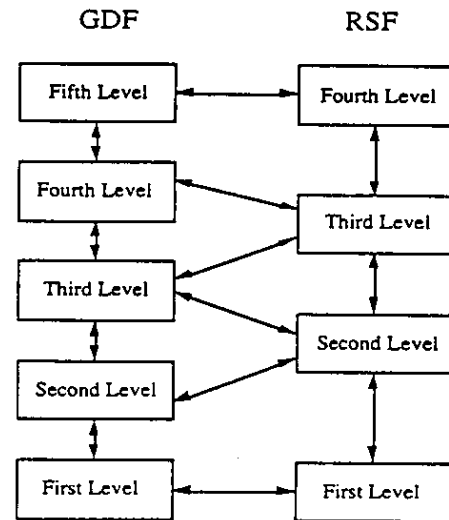 GDF
RSF
Fifth Level
Fourth Level
Fourth Level
Third Level
Third Level
Second Level
Second Level
First Level
First Level